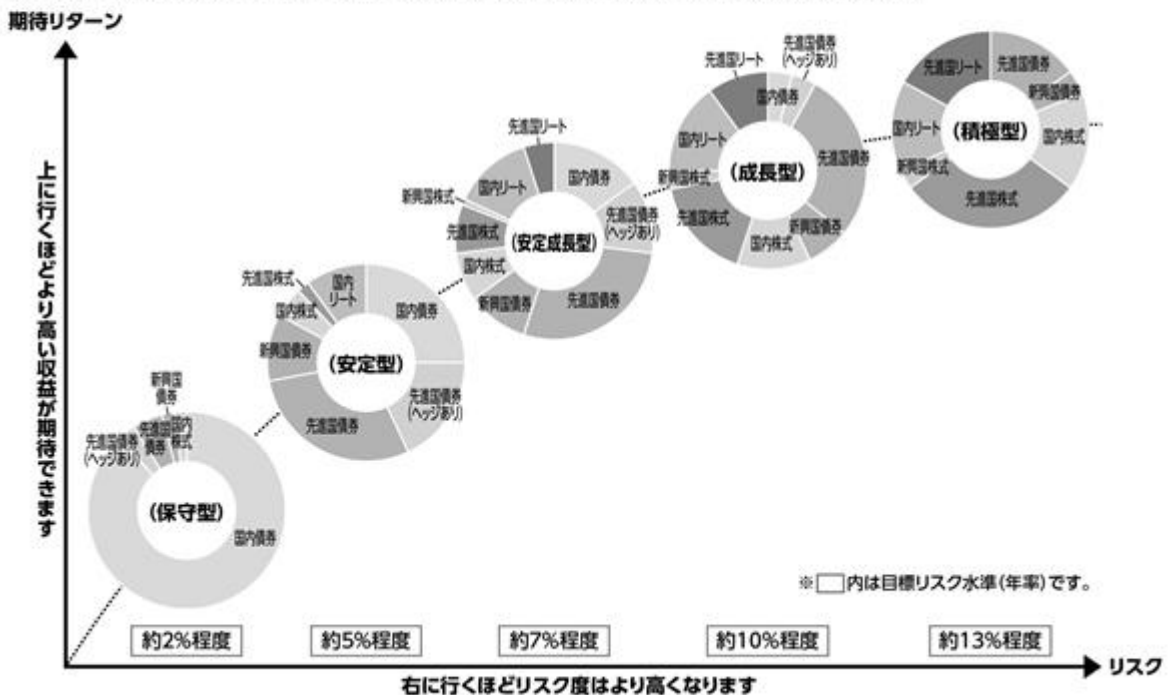 期待リターン
上に行くほどより高い収益が期待できます
先進国リート
先進国債券
新興国債券
国内株式
先進国株式
新興国株式
国内リート
(積極型)
先進国リート
国内債券
先進国債券
(ヘッジあり)
先進国債券
新興国債券
国内株式
先進国株式
新興国株式
国内リート
(成長型)
先進国リート
国内債券
先進国債券
(ヘッジあり)
先進国債券
新興国債券
国内株式
先進国株式
新興国株式
国内リート
(安定成長型)
先進国株式
国内
リート
国内債券
先進国債券
(ヘッジあり)
先進国債券
新興国債券
国内株式
(安定型)
新興国
債券
先進国債券
(ヘッジあり)
先進国
債券
国内
株式
国内債券
(保守型)
※□内は目標リスク水準(年率)です。
約2%程度
約5%程度
約7%程度
約10%程度
約13%程度
リスク
右に行くほどリスク度はより高くなります